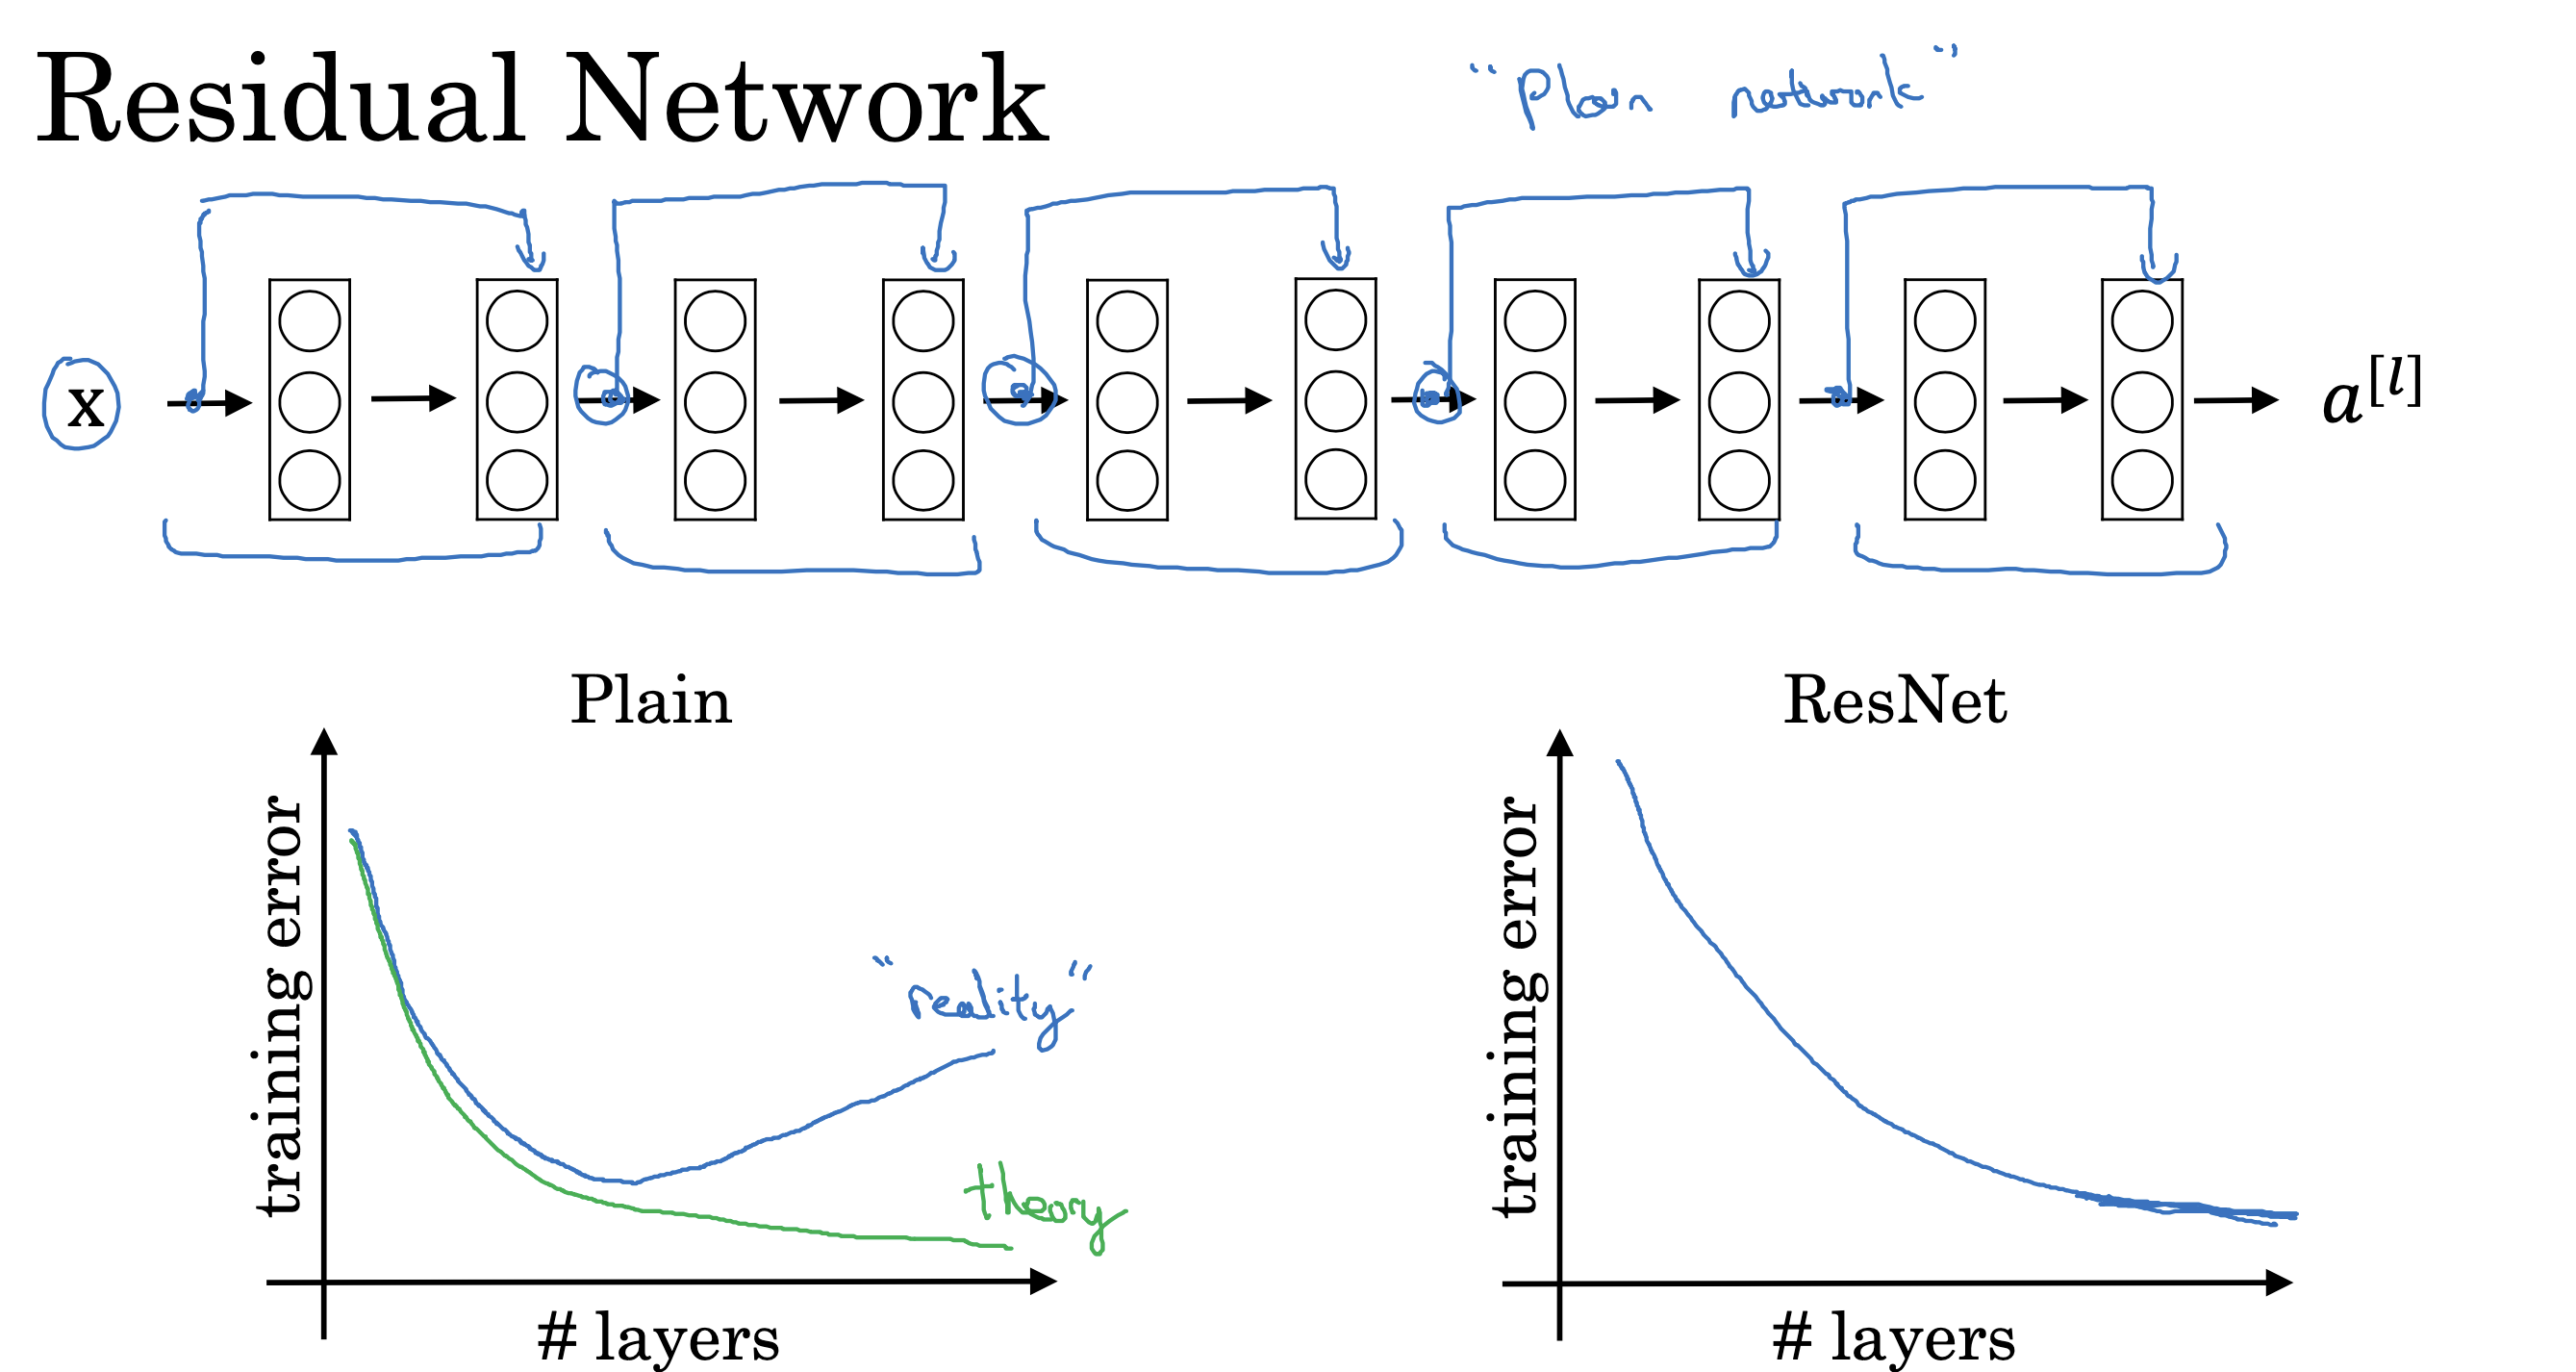 Residual Network
"Plain network"
x
a^[l]
Plain
ResNet
training error
"reality"
theory
# layers
training error
# layers